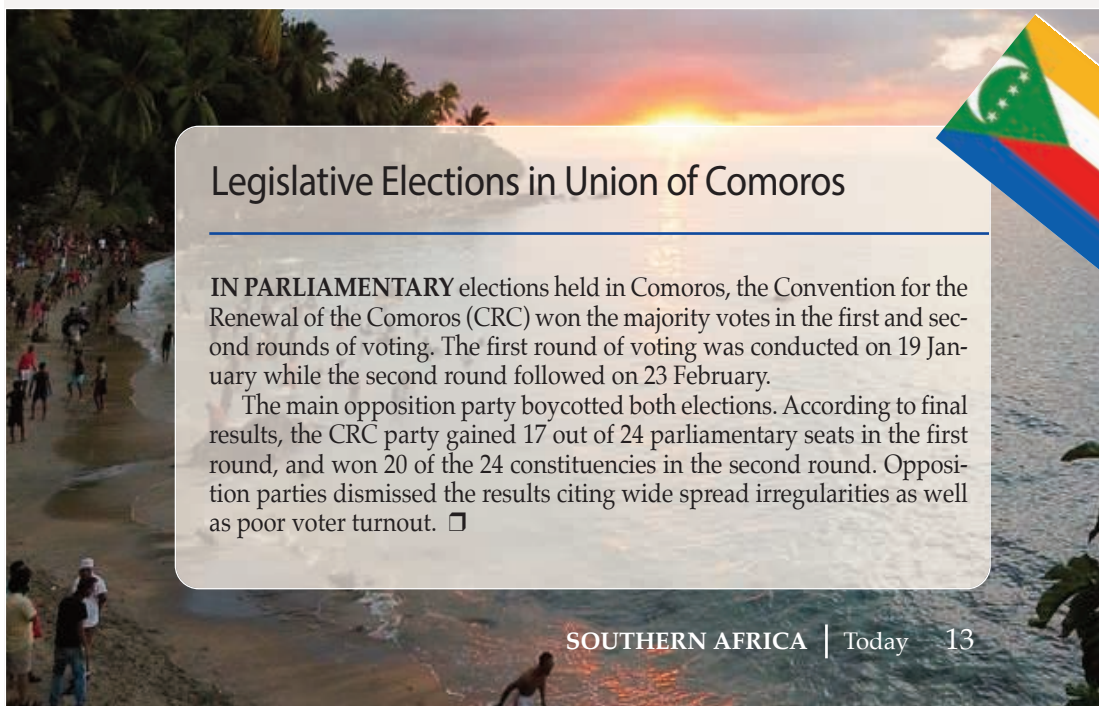 Legislative Elections in Union of Comoros
IN PARLIAMENTARY elections held in Comoros, the Convention for the
Renewal of the Comoros (CRC) won the majority votes in the first and sec-
ond rounds of voting. The first round of voting was conducted on 19 Jan-
uary while the second round followed on 23 February.
The main opposition party boycotted both elections. According to final
results, the CRC party gained 17 out of 24 parliamentary seats in the first
round, and won 20 of the 24 constituencies in the second round. Opposi-
tion parties dismissed the results citing wide spread irregularities as well
as poor voter turnout. ❒
SOUTHERN AFRICA | Today 13